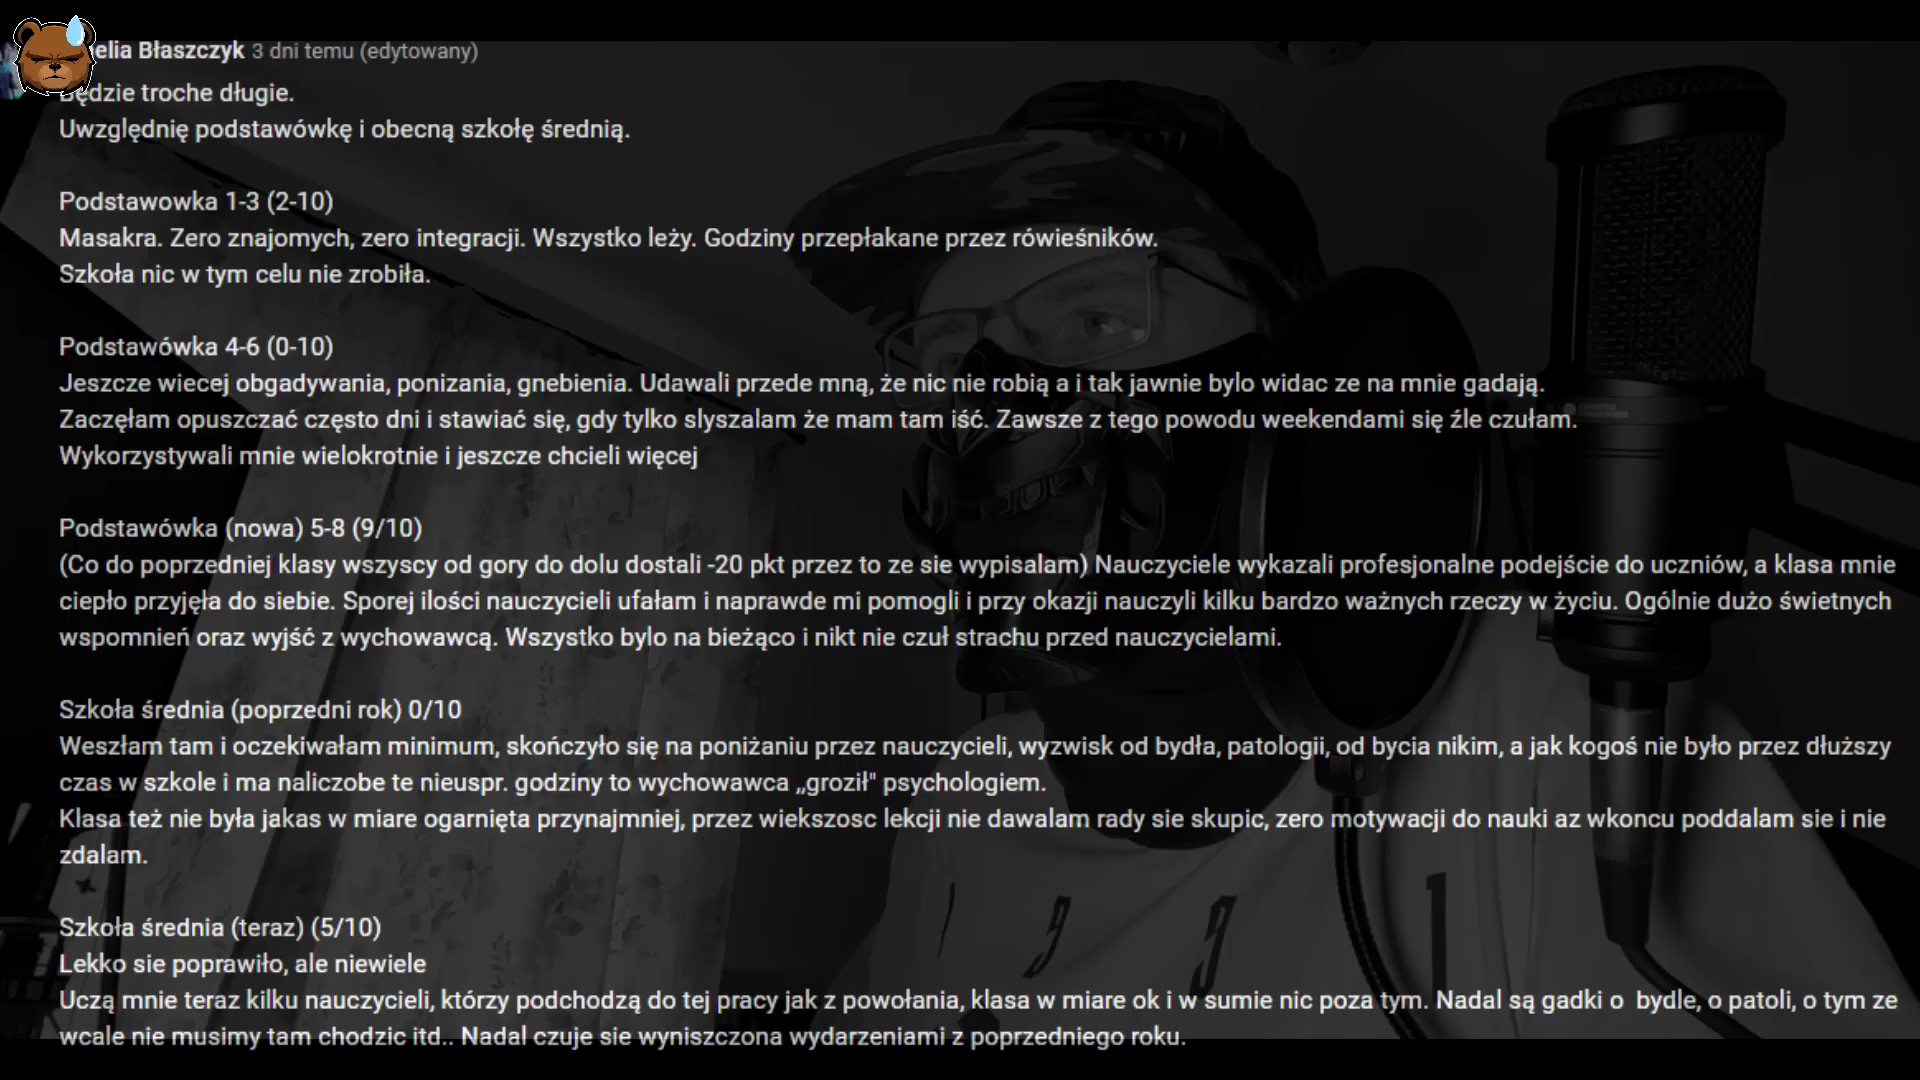 elia Błaszczyk 3 dni temu (edytowany)
Będzie troche długie.
Uwzględnię podstawówkę i obecną szkołę średnią.
Podstawowka 1-3 (2-10)
Masakra. Zero znajomych, zero integracji. Wszystko leży. Godziny przepłakane przez rówieśników.
Szkoła nic w tym celu nie zrobiła.
Podstawówka 4-6 (0-10)
Jeszcze wiecej obgadywania, ponizania, gnebienia. Udawali przede mną, że nic nie robią a i tak jawnie bylo widac ze na mnie gadają.
Zaczęłam opuszczać często dni i stawiać się, gdy tylko slyszalam że mam tam iść. Zawsze z tego powodu weekendami się źle czułam.
Wykorzystywali mnie wielokrotnie i jeszcze chcieli więcej
Podstawówka (nowa) 5-8 (9/10)
(Co do poprzedniej klasy wszyscy od gory do dolu dostali -20 pkt przez to ze sie wypisalam) Nauczyciele wykazali profesjonalne podejście do uczniów, a klasa mnie
ciepło przyjęła do siebie. Sporej ilości nauczycieli ufałam i naprawde mi pomogli i przy okazji nauczyli kilku bardzo ważnych rzeczy w życiu. Ogólnie dużo świetnych
wspomnień oraz wyjść z wychowawcą. Wszystko bylo na bieżąco i nikt nie czuł strachu przed nauczycielami.
Szkoła średnia (poprzedni rok) 0/10
Weszłam tam i oczekiwałam minimum, skończyło się na poniżaniu przez nauczycieli, wyzwisk od bydła, patologii, od bycia nikim, a jak kogoś nie było przez dłuższy
czas w szkole i ma naliczobe te nieuspr. godziny to wychowawca „groził" psychologiem.
Klasa też nie była jakas w miare ogarnięta przynajmniej, przez wiekszosc lekcji nie dawalam rady sie skupic, zero motywacji do nauki az wkoncu poddalam sie i nie
zdalam.
Szkoła średnia (teraz) (5/10)
Lekko sie poprawiło, ale niewiele
Uczą mnie teraz kilku nauczycieli, którzy podchodzą do tej pracy jak z powołania, klasa w miare ok i w sumie nic poza tym. Nadal są gadki o  bydle, o patoli, o tym ze
wcale nie musimy tam chodzic itd.. Nadal czuje sie wyniszczona wydarzeniami z poprzedniego roku.